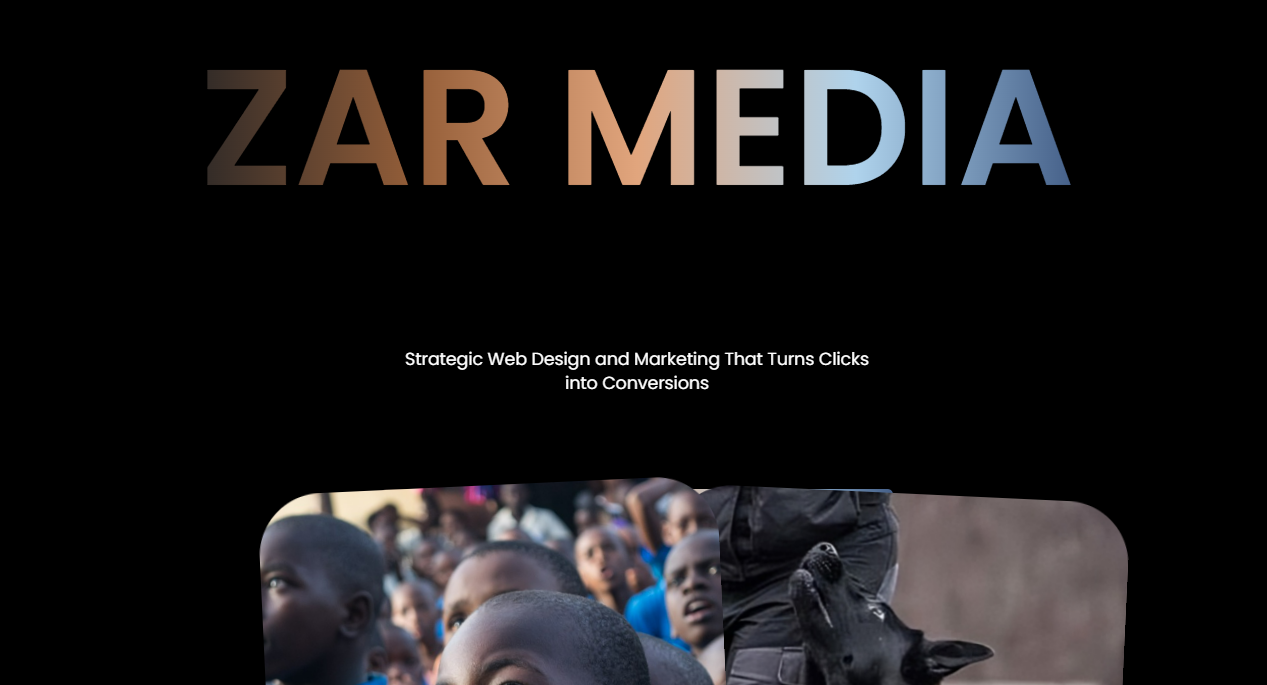 ZAR MEDIA
Strategic Web Design and Marketing That Turns Clicks
into Conversions